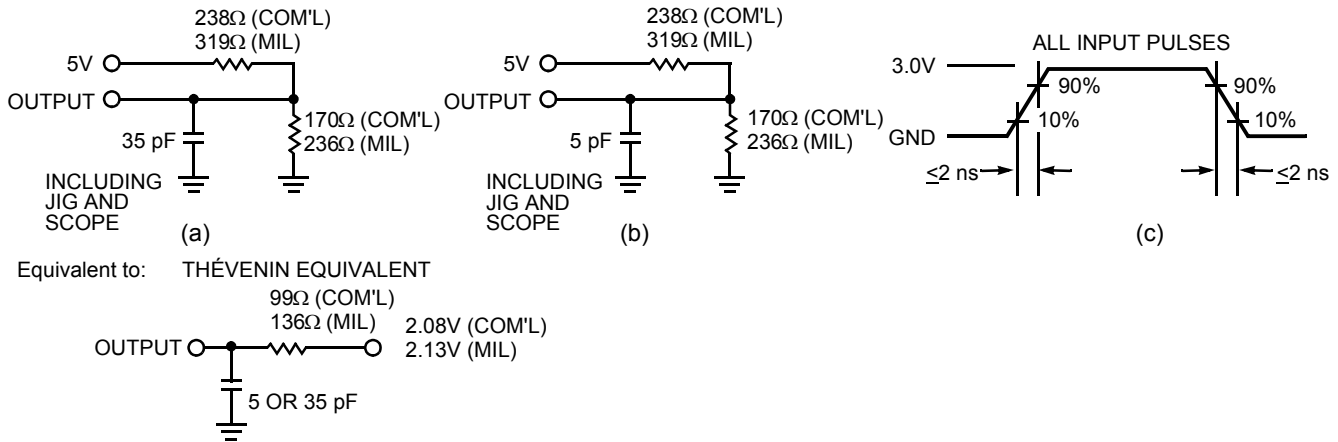 238Ω (COM'L)
319Ω (MIL)
5V
OUTPUT
35 pF
170Ω (COM'L)
236Ω (MIL)
INCLUDING
JIG AND
SCOPE
(a)
238Ω (COM'L)
319Ω (MIL)
5V
OUTPUT
5 pF
170Ω (COM'L)
236Ω (MIL)
INCLUDING
JIG AND
SCOPE
(b)
ALL INPUT PULSES
3.0V
90%
10%
GND
90%
10%
≤2 ns
≤2 ns
(c)
Equivalent to: THÉVENIN EQUIVALENT
99Ω (COM'L)
136Ω (MIL)
2.08V (COM'L)
2.13V (MIL)
OUTPUT
5 OR 35 pF